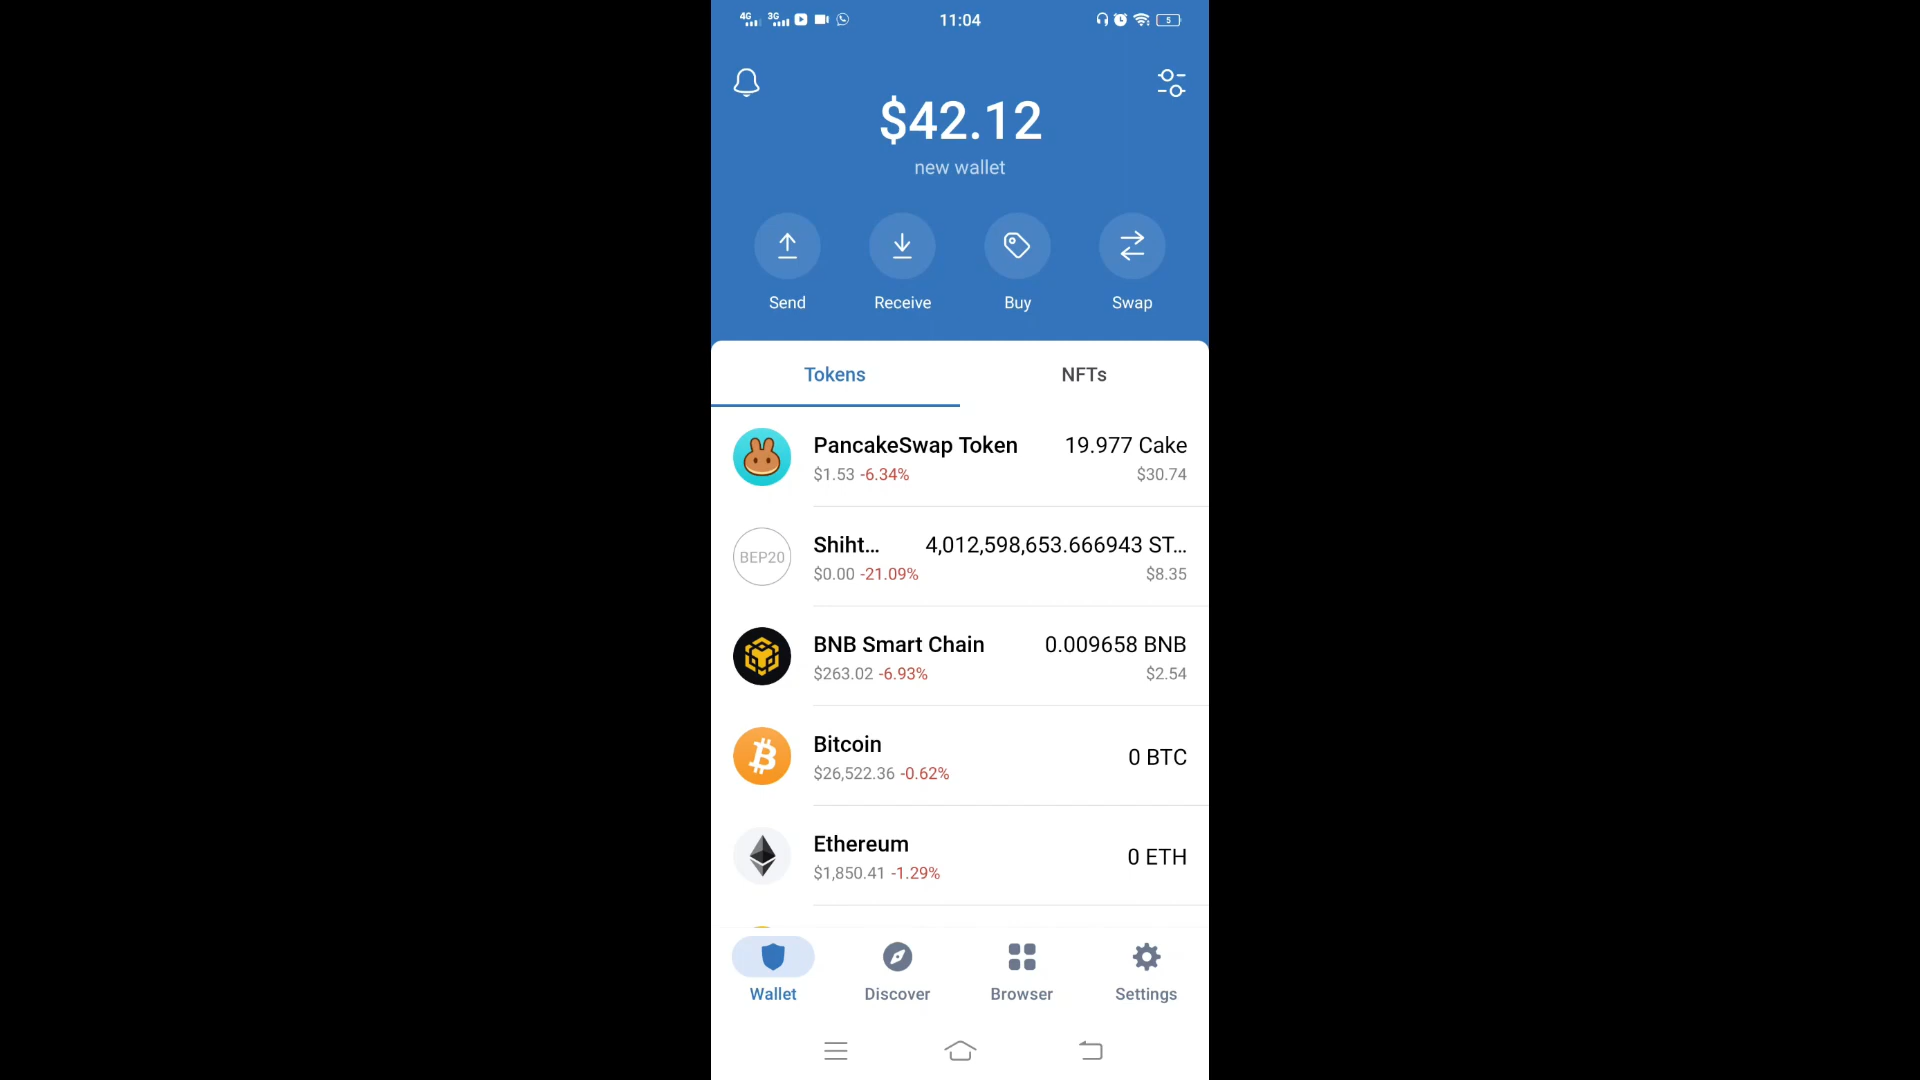 4G 3G 11:04 5
$42.12
new wallet
Send Receive Buy Swap
Tokens NFTs
PancakeSwap Token 19.977 Cake
$1.53 -6.34% $30.74
BEP20 Shiht... 4,012,598,653.666943 ST...
$0.00 -21.09% $8.35
BNB Smart Chain 0.009658 BNB
$263.02 -6.93% $2.54
Bitcoin
0 BTC
$26,522.36 -0.62%
Ethereum
0 ETH
$1,850.41 -1.29%
Wallet Discover Browser Settings